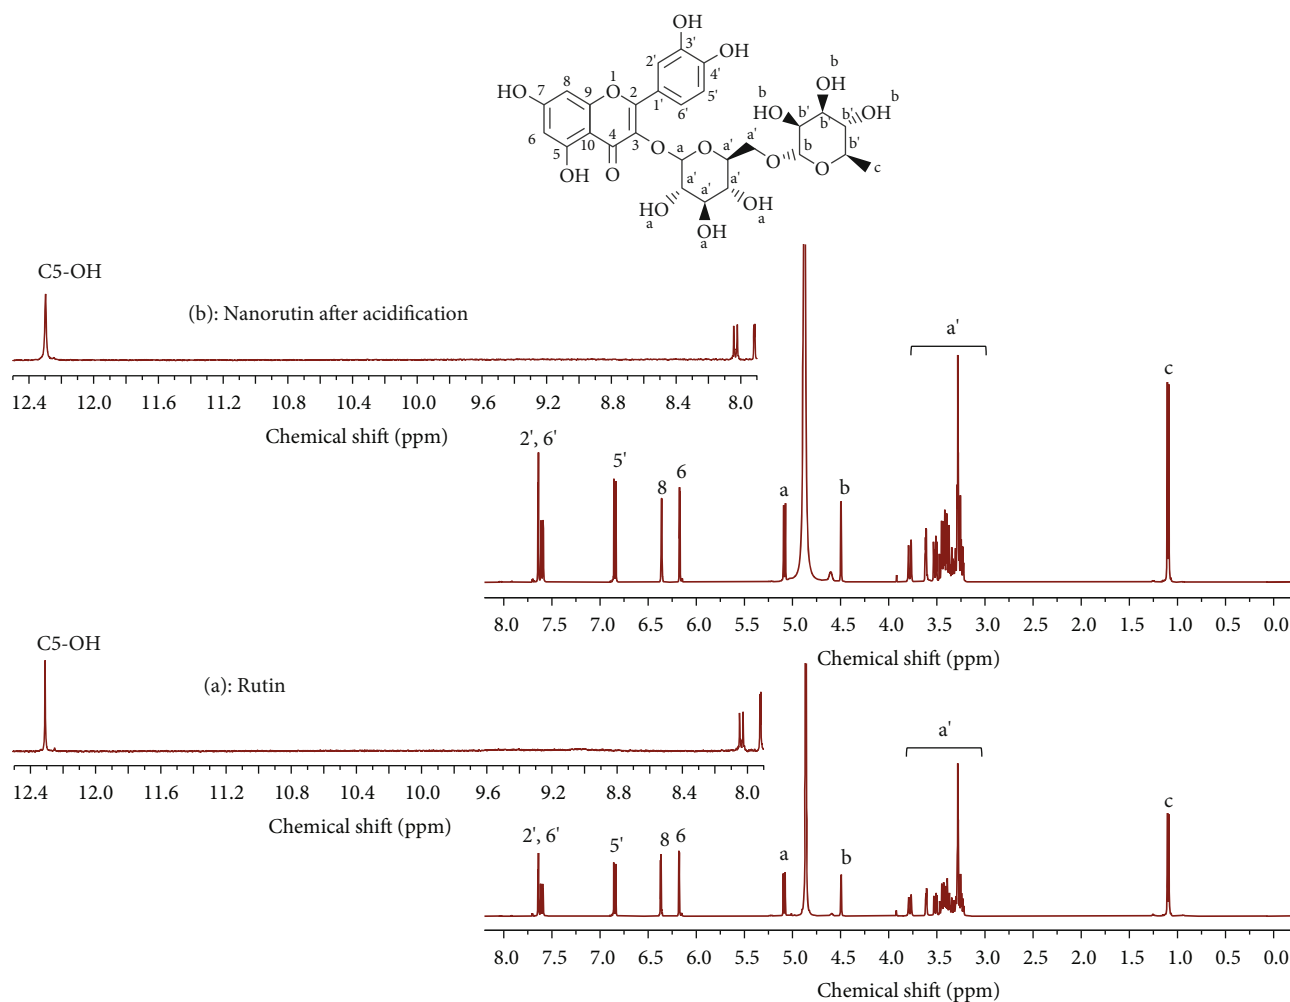 OH
3'
OH
2'
4'
5'
6'
1'
HO
7
8
9
O
1
2
3
4
10
5
6
OH
O
O
a
a'
O
a'
a'
O
b
b'
b'
b'
b'
O
c
b
HO
b
OH
OH
b
HO
a
a'
a'
a'
OH
a
OH
a
C5-OH
(b): Nanorutin after acidification
12.4 12.0 11.6 11.2 10.8 10.4 10.0 9.6 9.2 8.8 8.4 8.0
Chemical shift (ppm)
2', 6'
5'
8
6
a
b
a'
c
8.0 7.5 7.0 6.5 6.0 5.5 5.0 4.5 4.0 3.5 3.0 2.5 2.0 1.5 1.0 0.5 0.0
Chemical shift (ppm)
C5-OH
(a): Rutin
12.4 12.0 11.6 11.2 10.8 10.4 10.0 9.6 9.2 8.8 8.4 8.0
Chemical shift (ppm)
2', 6'
5'
8 6
a
b
a'
c
8.0 7.5 7.0 6.5 6.0 5.5 5.0 4.5 4.0 3.5 3.0 2.5 2.0 1.5 1.0 0.5 0.0
Chemical shift (ppm)